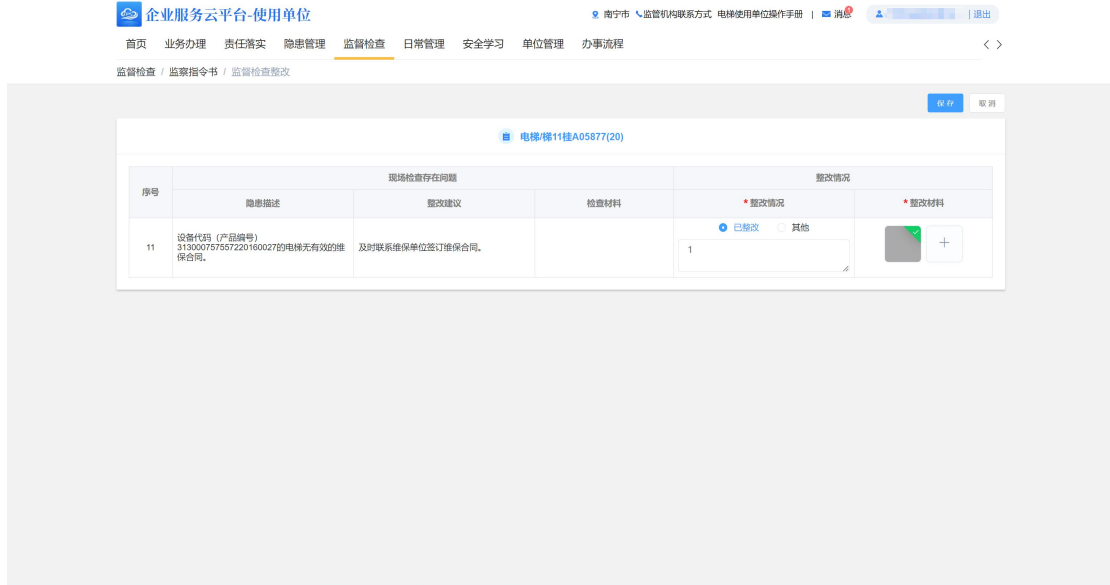 企业服务云平台-使用单位
南宁市 监管机构联系方式 电梯使用单位操作手册 | 消息 1 | 退出
首页 业务办理 责任落实 隐患管理 监督检查 日常管理 安全学习 单位管理 办事流程
监督检查 / 监察指令书 / 监督检查整改
保存 取消
电梯/梯11桂A05877(20)
序号 现场检查存在问题 整改情况
隐患描述 整改建议 检查材料 *整改情况 *整改材料
已整改 其他
11 设备代码（产品编号）
31300075755722016 0027的电梯无有效的维
保合同。
及时联系维保单位签订维保合同。
1